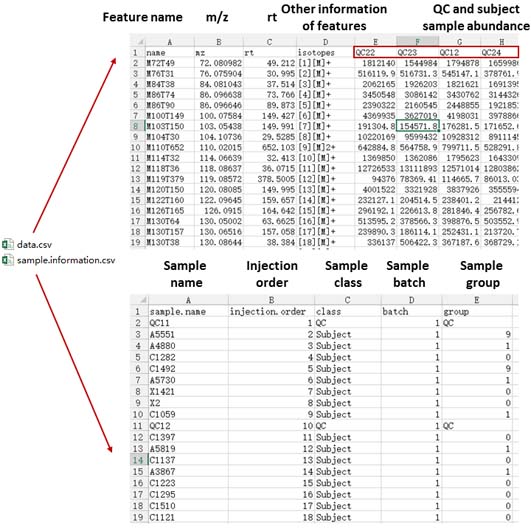 Feature name m/z rt Other information of features QC and subject sample abundance
A B C D E F G H
1 name mz rt isotopes QC22 QC23 QC12 QC24
2 M72T49 72.080982 49.212 [1][M]+ 1812140 1544984 1794878 1659980
3 M76T31 76.075904 30.995 [2][M]+ 516119.9 516731.3 545147.1 378761.
4 M84T38 84.081043 37.514 [3][M]+ 2062165 1926203 1821621 1691395
5 M86T74 86.096638 73.766 [4][M]+ 3450548 3086142 3430762 3144320
6 M86T90 86.096646 89.873 [5][M]+ 2390322 2160545 2448855 1921853
7 M100T149 100.07584 149.427 [6][M]+ 4369935 3627019 4198031 3978860
8 M103T150 103.05438 149.991 [7][M]+ 191304.8 154571.8 176281.5 171652.
9 M104T30 104.10736 29.5285 [8][M]+ 10220169 9599432 10928312 8911145
10 M110T652 110.02015 652.103 [9][M]2+ 642884.8 564758.9 799711.5 528291.
11 M114T32 114.06639 32.413 [10][M]+ 1369850 1362086 1795623 1643309
12 M118T36 118.08637 36.0715 [11][M]+ 12726533 13111893 12571014 1280386
13 M119T379 119.08572 378.5005 [12][M]+ 94376 78369.41 114665.7 86013.0
14 M120T150 120.08085 149.995 [13][M]+ 4001522 3321928 3837926 355559
15 M122T160 122.09645 159.657 [14][M]+ 232127.1 204514.5 238401.2 21441
16 M126T165 126.0915 164.642 [15][M]+ 296192.1 226613.8 281846.4 256782.
17 M130T64 130.05002 63.6625 [16][M]+ 513595.2 378566.3 398876.5 503552.
18 M130T157 130.06516 157.058 [17][M]+ 239890.3 186114.1 252431.1 213720.
19 M130T38 130.08644 38.384 [18][M]+ 336137 506422.3 367187.6 368729.
data.csv
sample.information.csv
Sample name Injection order Sample class Sample batch Sample group
A B C D E
1 sample.name injection.order class batch group
2 QC11 1 QC 1 QC
3 A5551 2 Subject 1 9
4 A4880 3 Subject 1 1
5 C1282 4 Subject 1 0
6 C1492 5 Subject 1 9
7 A5730 6 Subject 1 1
8 X1421 7 Subject 1 0
9 X2 8 Subject 1 0
10 C1059 9 Subject 1 1
11 QC12 10 QC 1 QC
12 C1397 11 Subject 1 0
13 A5819 12 Subject 1 1
14 C1137 13 Subject 1 0
15 A3867 14 Subject 1 1
16 C1223 15 Subject 1 0
17 C1295 16 Subject 1 0
18 C1510 17 Subject 1 0
19 C1121 18 Subject 1 0